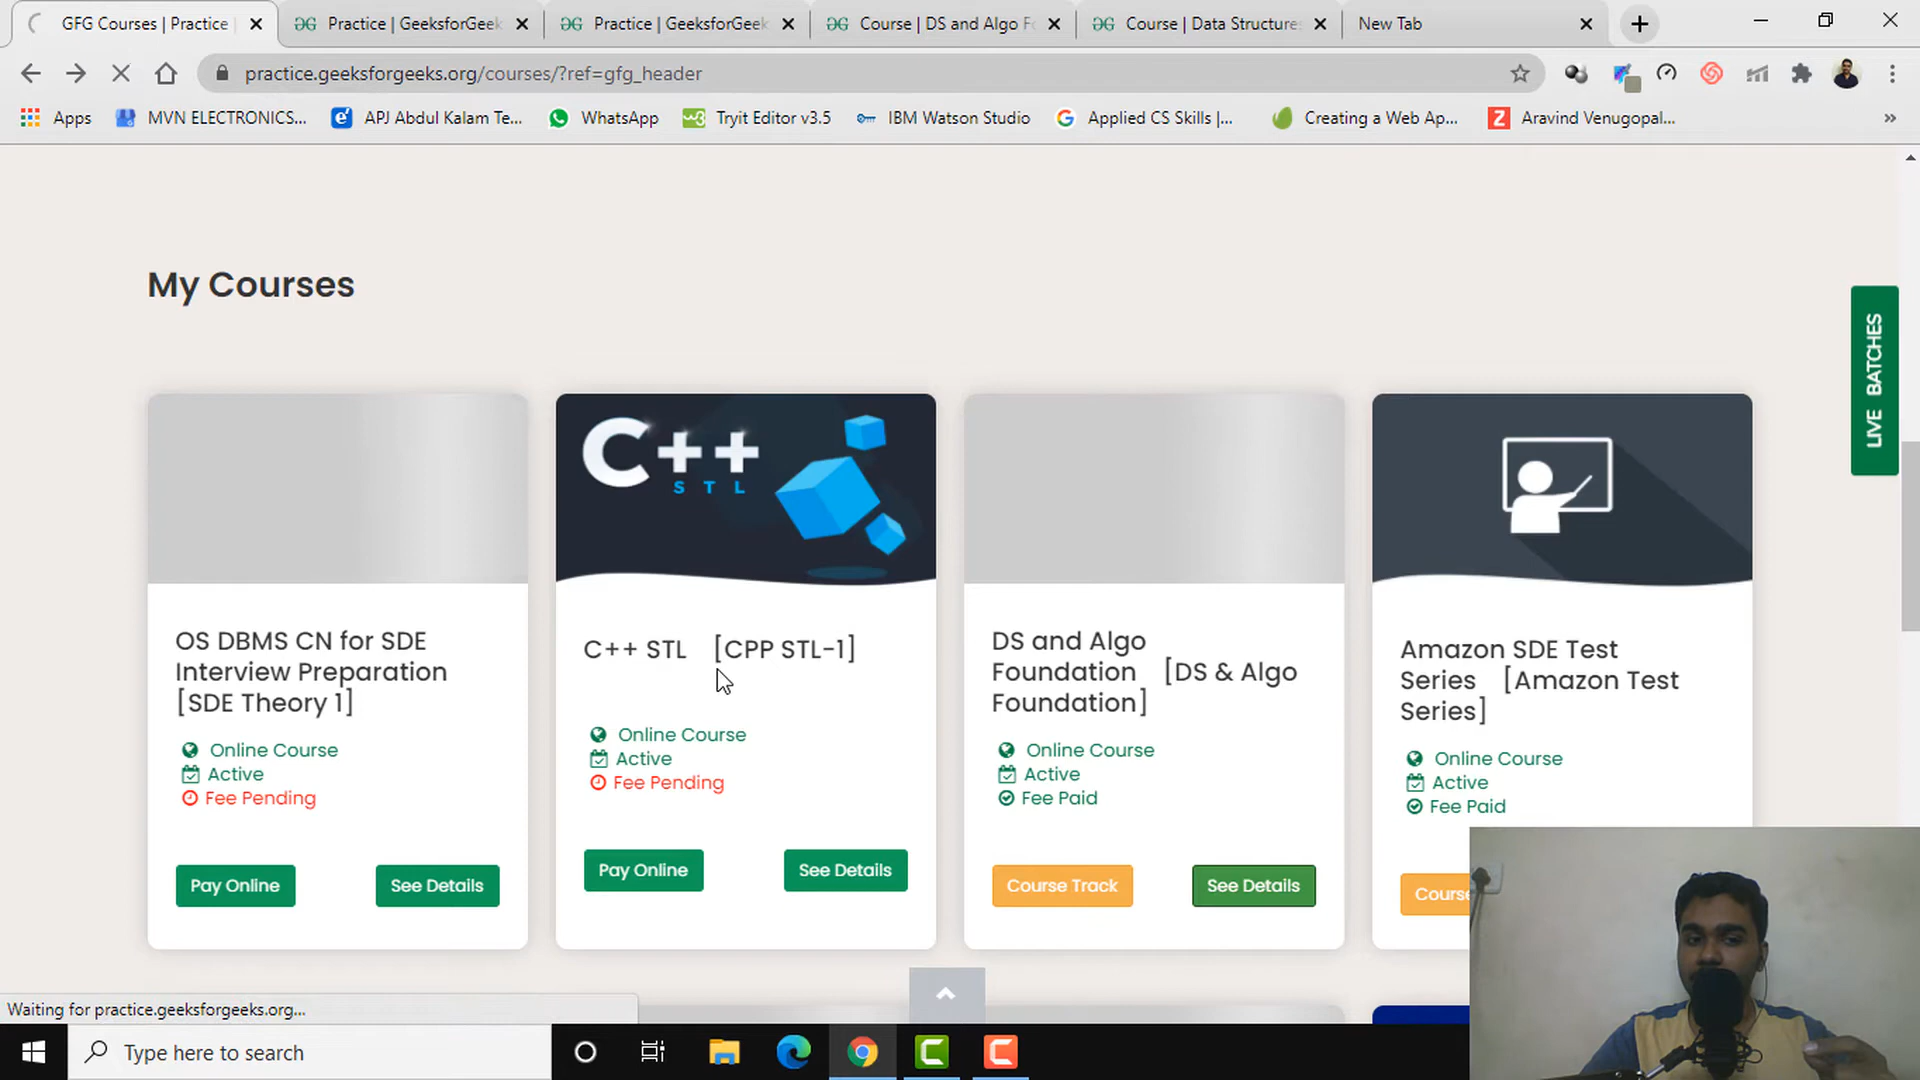 GFG Courses | Practice
Practice | GeeksforGeek
Practice | GeeksforGeek
Course | DS and Algo F
Course | Data Structure
New Tab
practice.geeksforgeeks.org/courses/?ref=gfg_header
Apps
MVN ELECTRONICS...
APJ Abdul Kalam Te...
WhatsApp
Tryit Editor v3.5
IBM Watson Studio
Applied CS Skills |...
Creating a Web Ap...
Aravind Venugopal...
My Courses
LIVE BATCHES
C++
STL
OS DBMS CN for SDE
Interview Preparation
[SDE Theory 1]
Online Course
Active
Fee Pending
Pay Online
See Details
C++ STL [CPP STL-1]
Online Course
Active
Fee Pending
Pay Online
See Details
DS and Algo
Foundation [DS & Algo
Foundation]
Online Course
Active
Fee Paid
Course Track
See Details
Amazon SDE Test
Series [Amazon Test
Series]
Online Course
Active
Fee Paid
Course
Waiting for practice.geeksforgeeks.org...
Type here to search